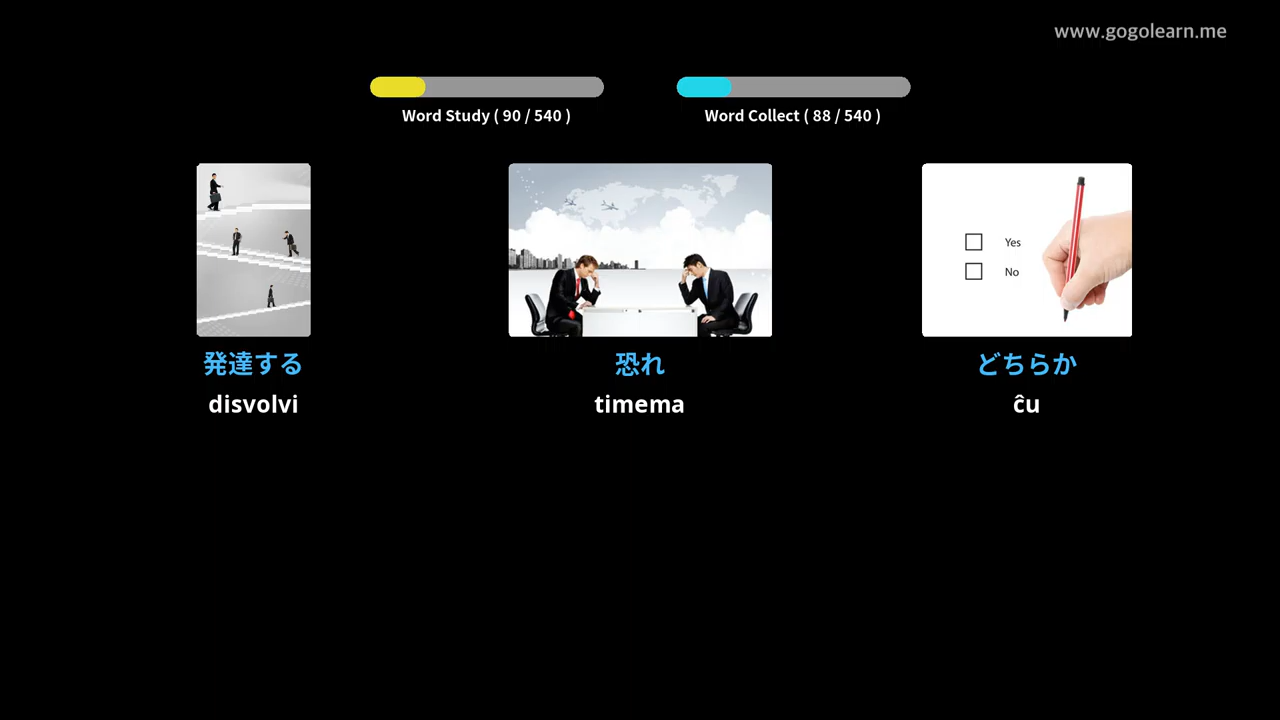 www.gogolearn.me
Word Study ( 90 / 540 )
Word Collect ( 88 / 540 )
Yes
No
発達する
恐れ
どちらか
disvolvi
timema
ĉu